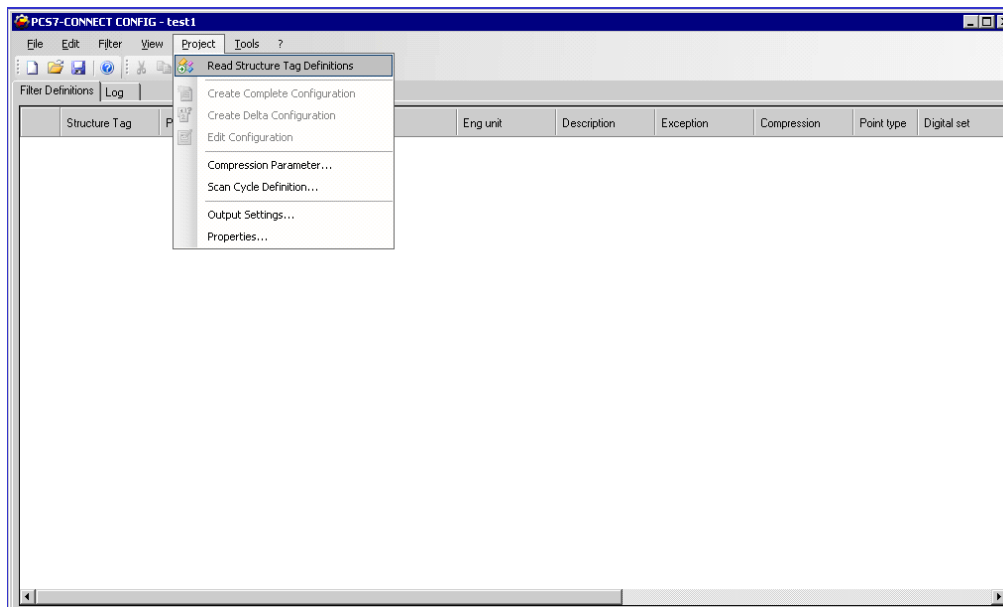 PCS7-CONNECT CONFIG - test1
File Edit Filter View Project Tools ?
Read Structure Tag Definitions
Filter Definitions Log
Create Complete Configuration
Create Delta Configuration
Edit Configuration
Compression Parameter...
Scan Cycle Definition...
Output Settings...
Properties...
Structure Tag P Eng unit Description Exception Compression Point type Digital set